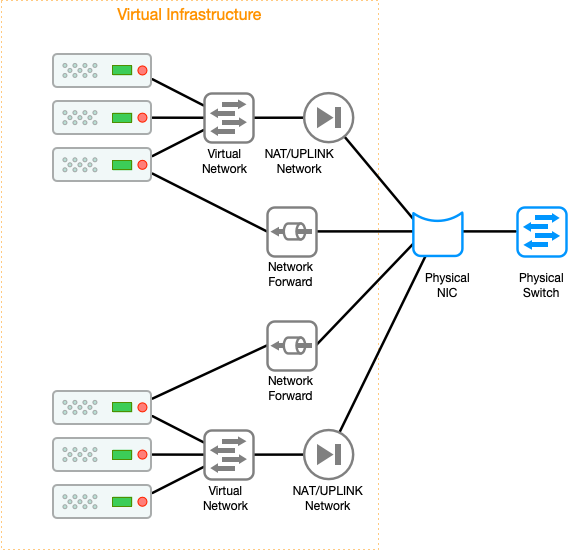 Virtual Infrastructure
Virtual
Network
NAT/UPLINK
Network
Network
Forward
Physical
NIC
Physical
Switch
Network
Forward
Virtual
Network
NAT/UPLINK
Network